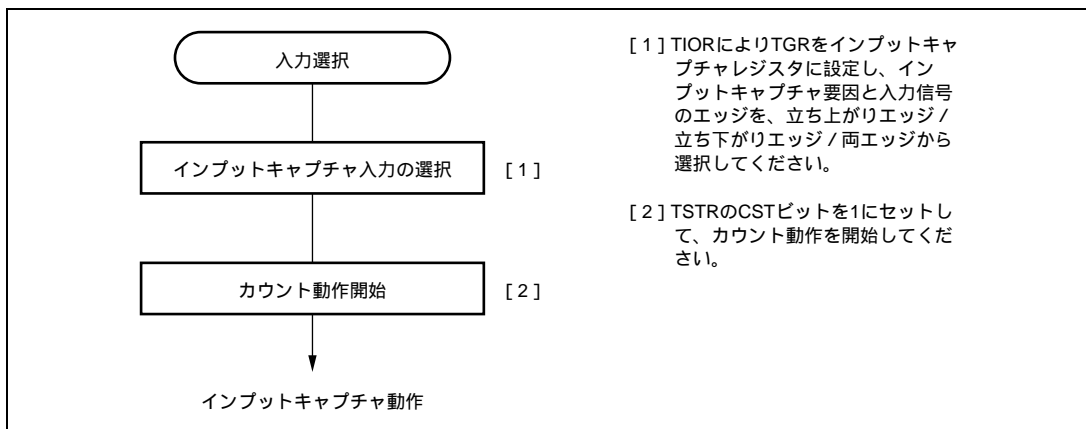 入力選択
インプットキャプチャ入力の選択 [1]
カウント動作開始 [2]
インプットキャプチャ動作
[1] TIORによりTGRをインプットキャ
プチャレジスタに設定し、イン
プットキャプチャ要因と入力信号
のエッジを、立ち上がりエッジ/
立ち下がりエッジ/両エッジから
選択してください。
[2] TSTRのCSTビットを1にセットし
て、カウント動作を開始してくだ
さい。